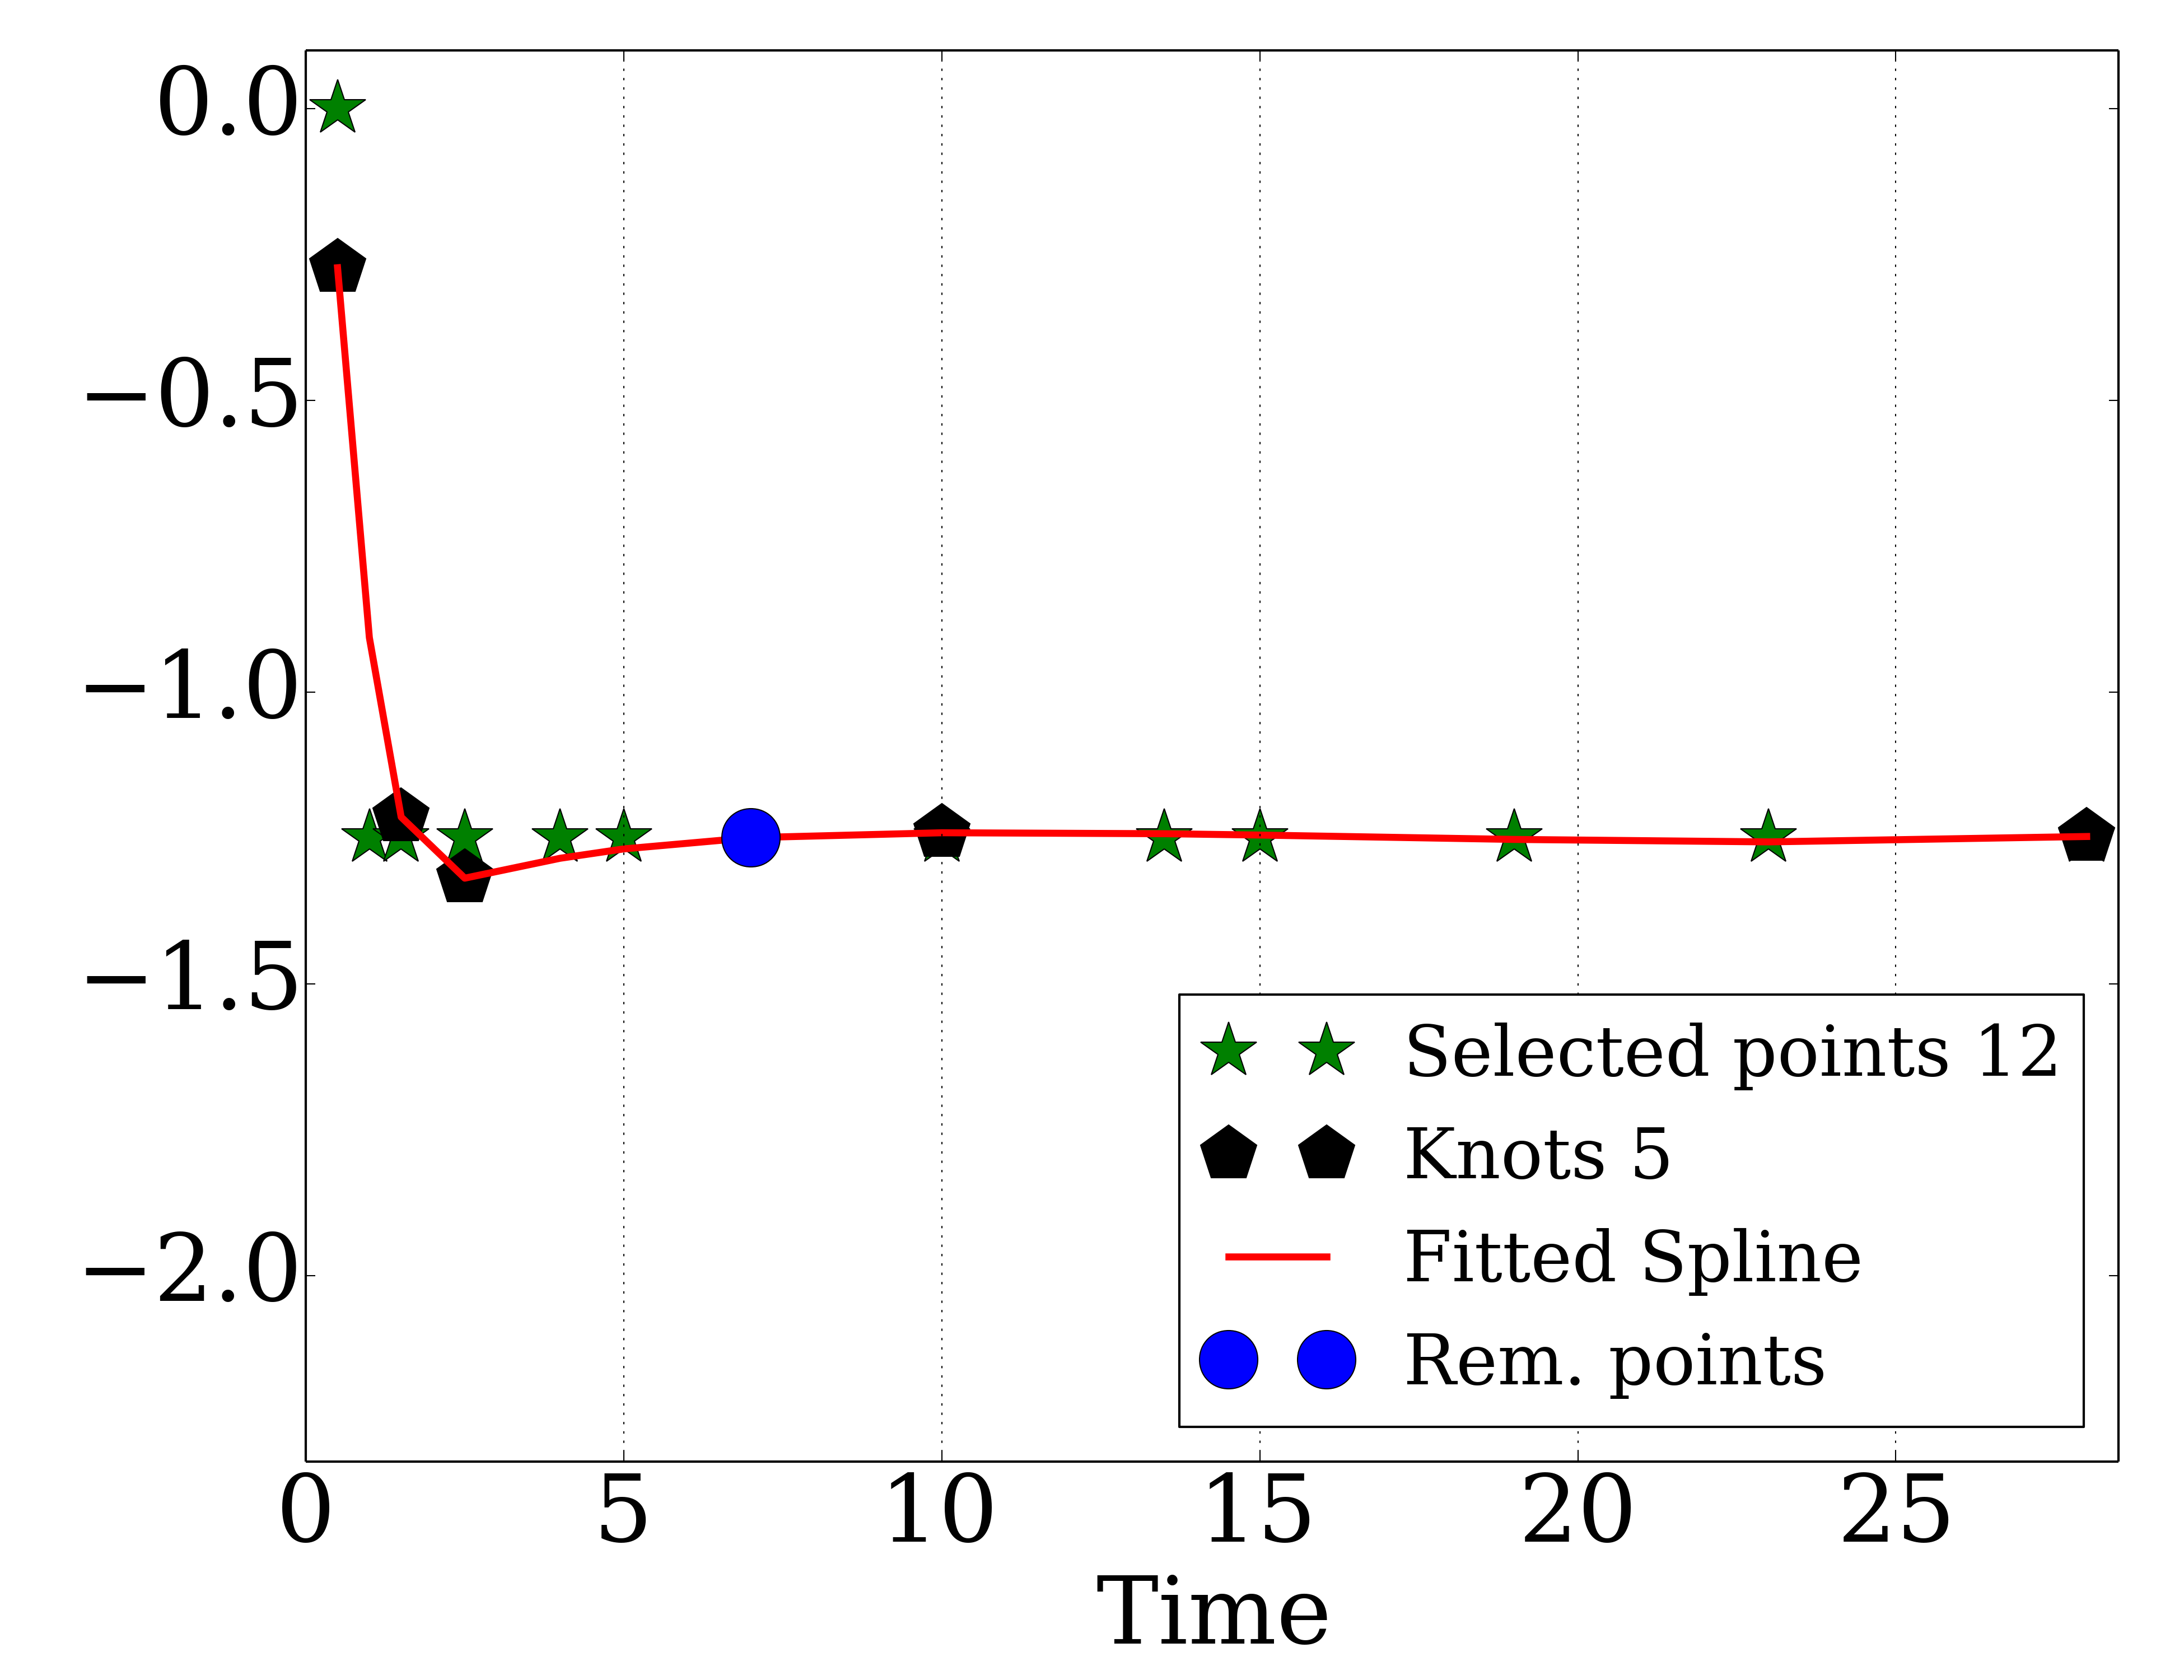 0.0
−0.5
−1.0
−1.5
−2.0
0 5 10 15 20 25
Time
Selected points 12
Knots 5
Fitted Spline
Rem. points